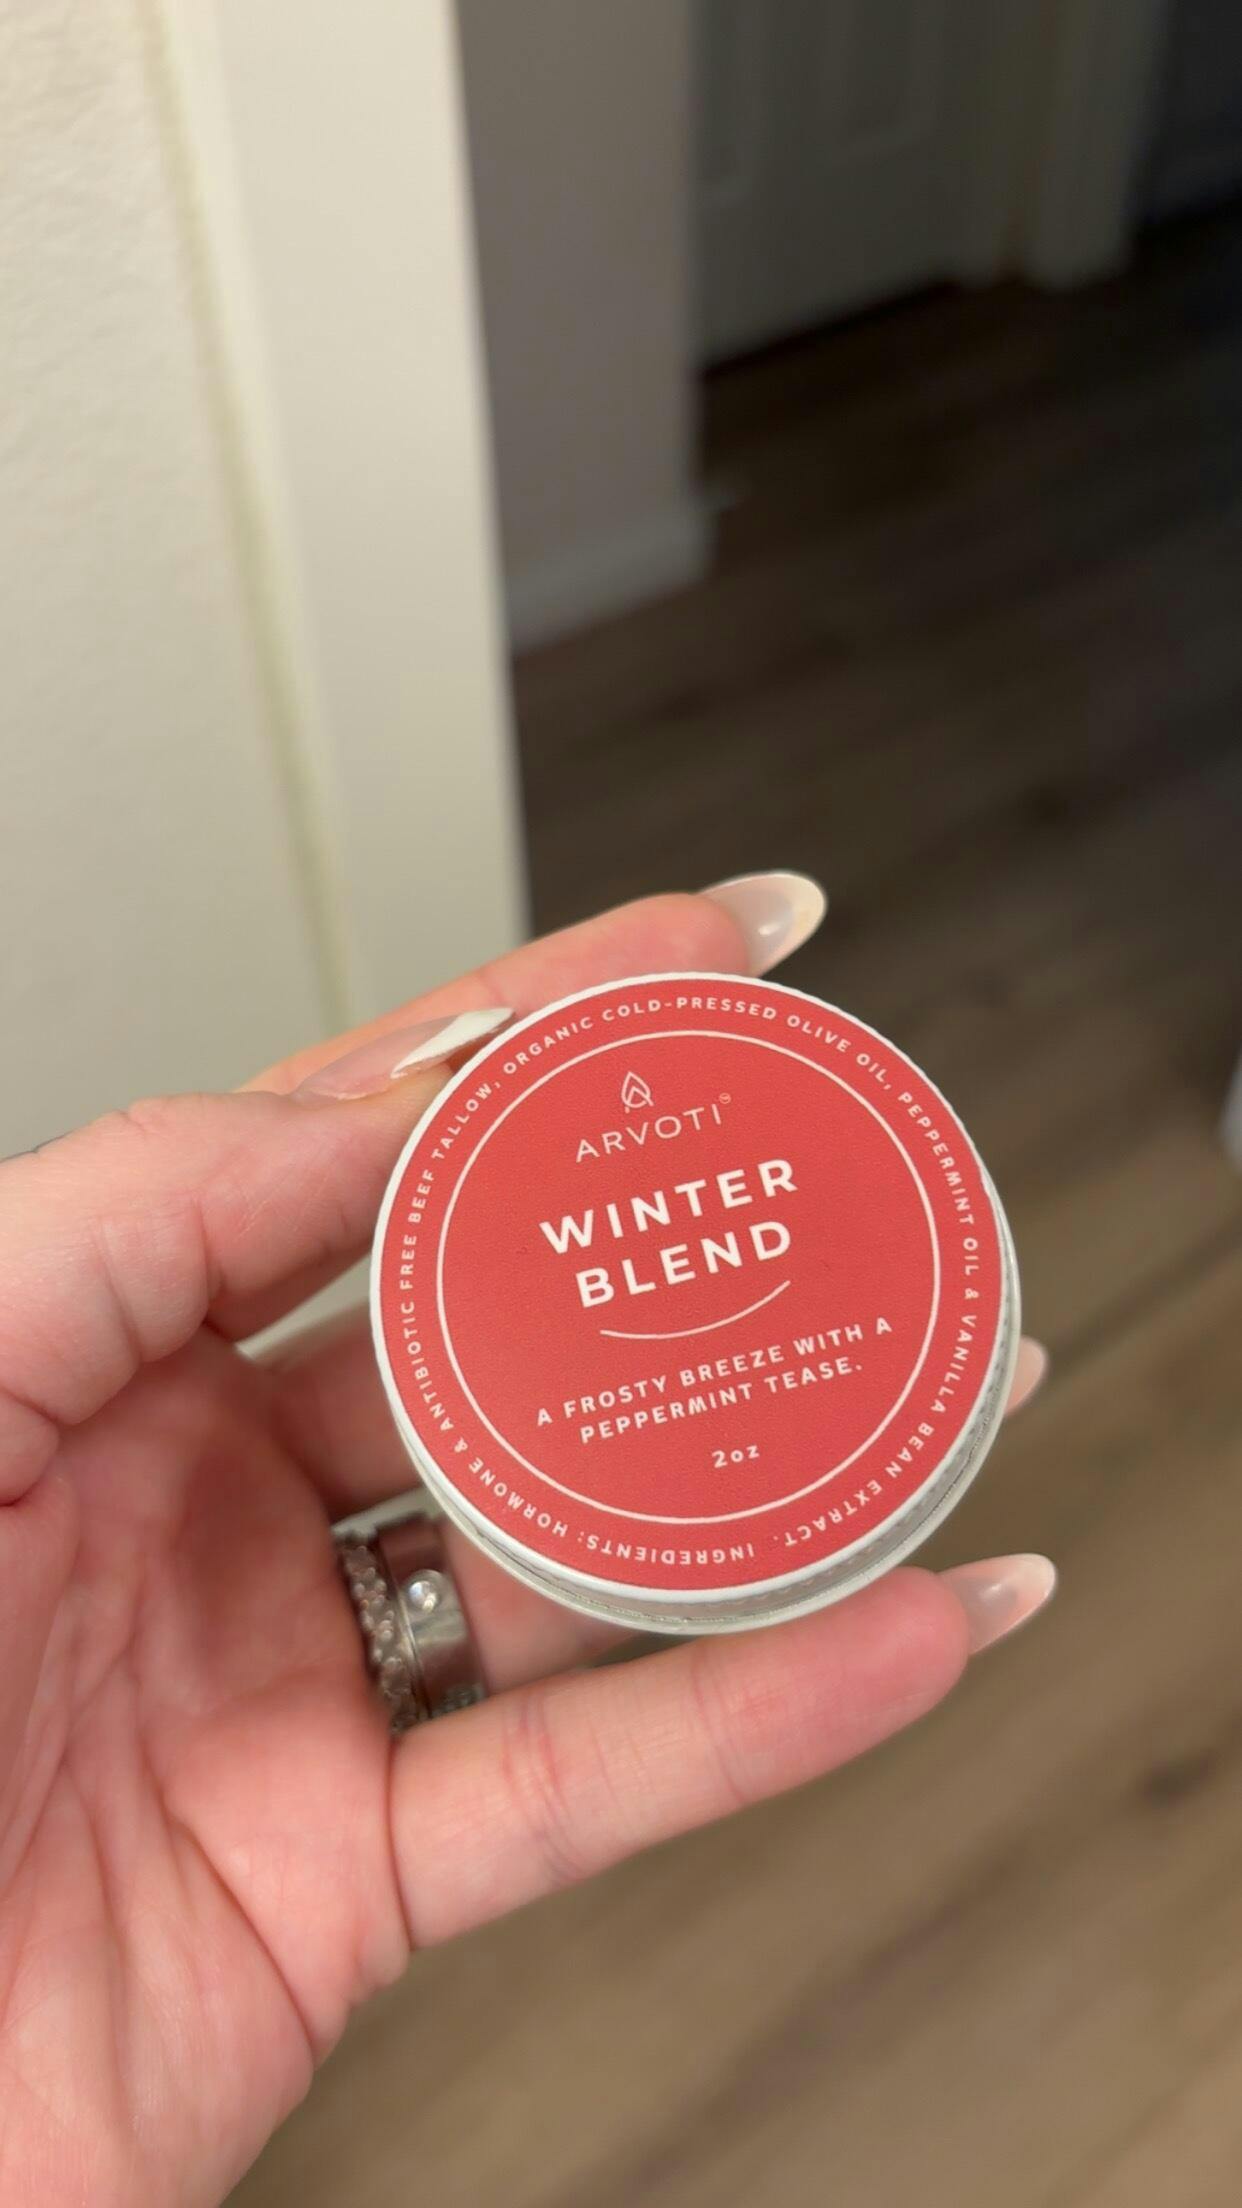 ARVOTI™
WINTER
BLEND
A FROSTY BREEZE WITH A
PEPPERMINT TEASE.
2oz
INGREDIENTS: HORMONE & ANTIBIOTIC FREE BEEF TALLOW, ORGANIC COLD-PRESSED OLIVE OIL, PEPPERMINT OIL & VANILLA BEAN EXTRACT.